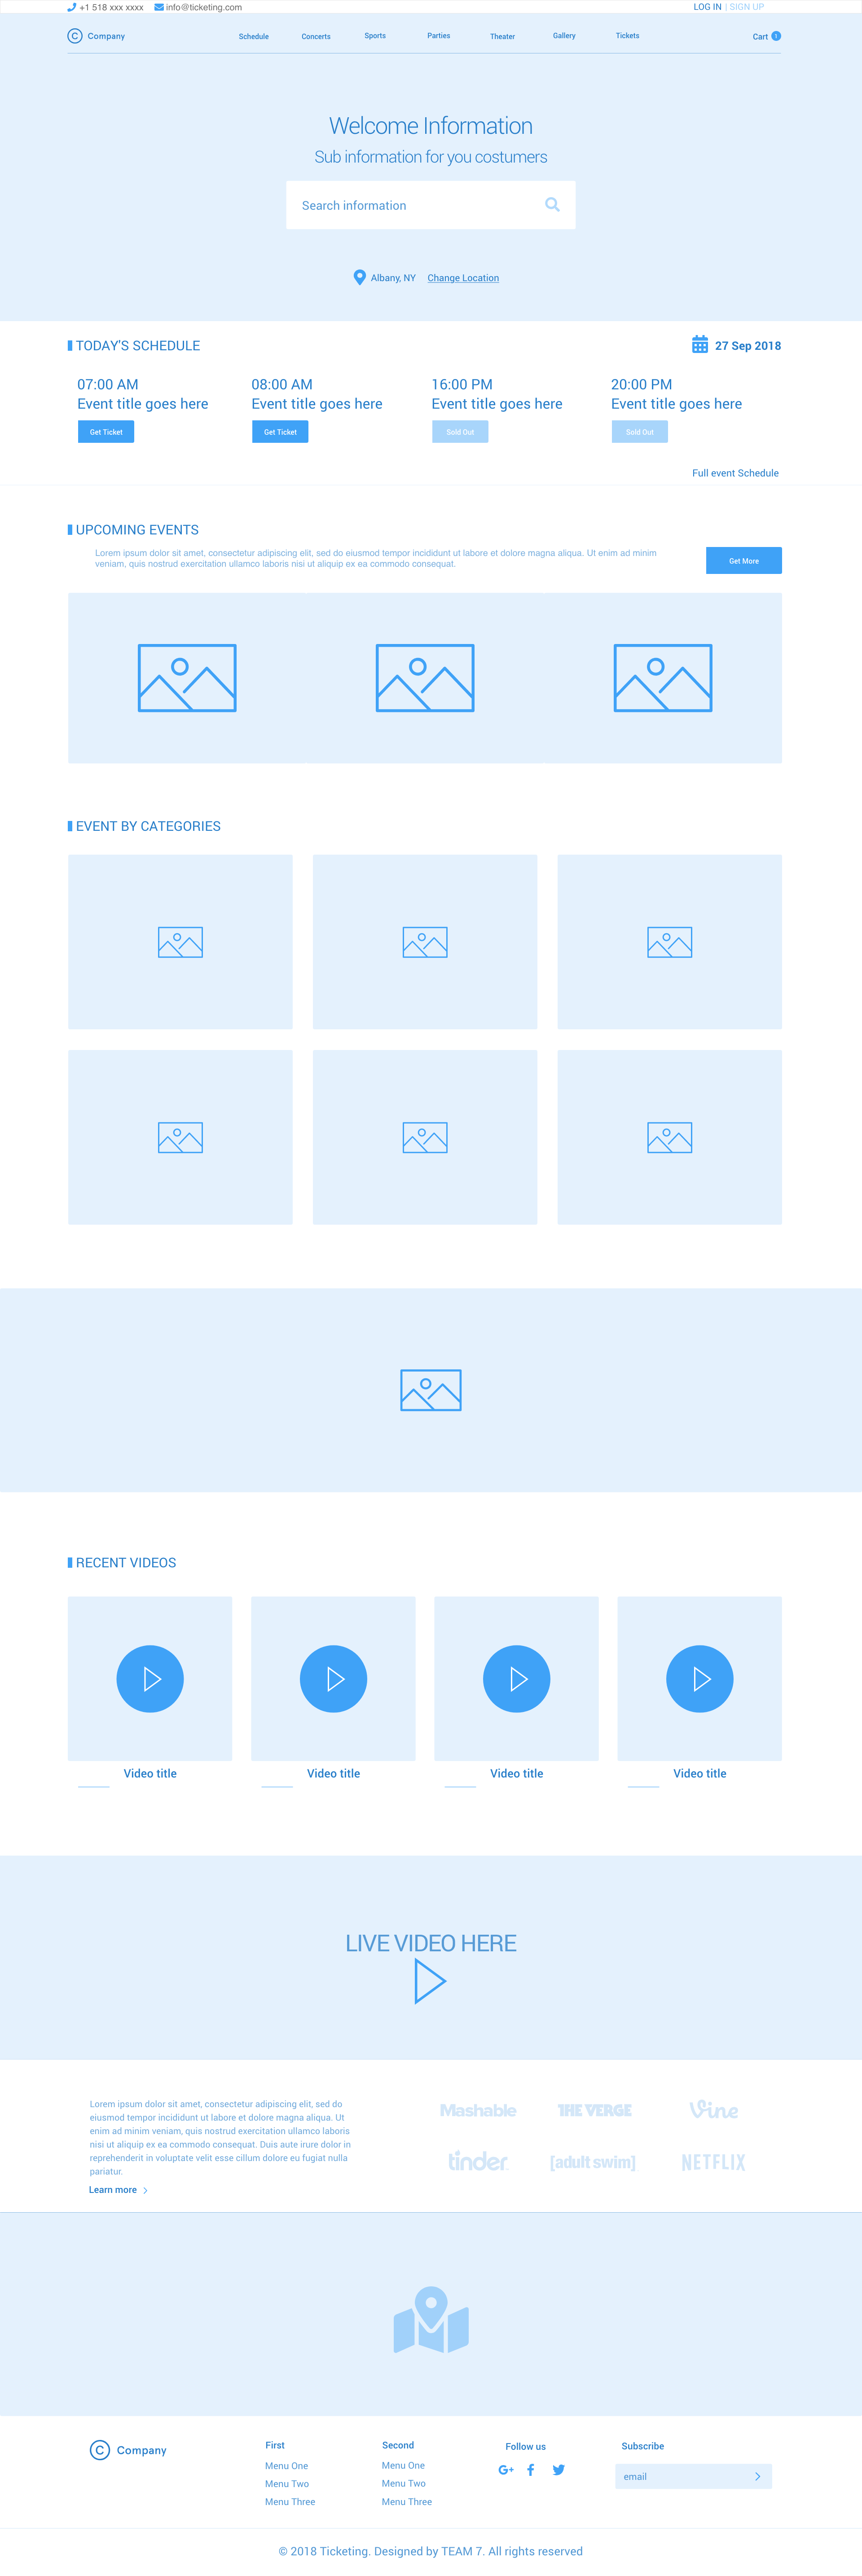 +1 518 xxx xxxx info@ticketing.com LOG IN | SIGN UP
C Company Schedule Concerts Sports Parties Theater Gallery Tickets Cart 1
Welcome Information
Sub information for you costumers
Search information
Albany, NY Change Location
TODAY'S SCHEDULE 27 Sep 2018
07:00 AM 08:00 AM 16:00 PM 20:00 PM
Event title goes here Event title goes here Event title goes here Event title goes here
Get Ticket Get Ticket Sold Out Sold Out
Full event Schedule
UPCOMING EVENTS
Lorem ipsum dolor sit amet, consectetur adipiscing elit, sed do eiusmod tempor incididunt ut labore et dolore magna aliqua. Ut enim ad minim
veniam, quis nostrud exercitation ullamco laboris nisi ut aliquip ex ea commodo consequat.
Get More
EVENT BY CATEGORIES
RECENT VIDEOS
Video title Video title Video title Video title
LIVE VIDEO HERE
Lorem ipsum dolor sit amet, consectetur adipiscing elit, sed do
eiusmod tempor incididunt ut labore et dolore magna aliqua. Ut
enim ad minim veniam, quis nostrud exercitation ullamco laboris
nisi ut aliquip ex ea commodo consequat. Duis aute irure dolor in
reprehenderit in voluptate velit esse cillum dolore eu fugiat nulla
pariatur.
Learn more
Mashable THE VERGE Vine
tinder [adult swim] NETFLIX
C Company
First
Menu One
Menu Two
Menu Three
Second
Menu One
Menu Two
Menu Three
Follow us
G+ f
Subscribe
email
© 2018 Ticketing. Designed by TEAM 7. All rights reserved